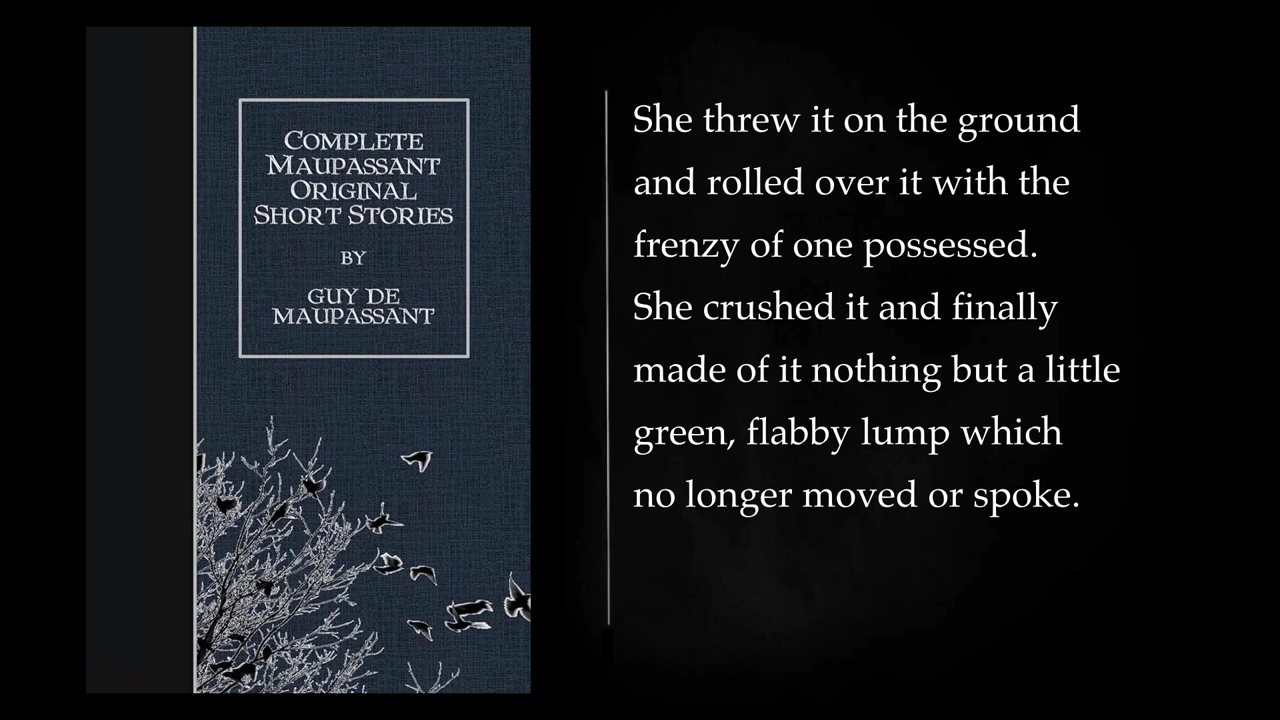 COMPLETE
MAUPASSANT
ORIGINAL
SHORT STORIES
BY
GUY DE
MAUPASSANT
She threw it on the ground
and rolled over it with the
frenzy of one possessed.
She crushed it and finally
made of it nothing but a little
green, flabby lump which
no longer moved or spoke.